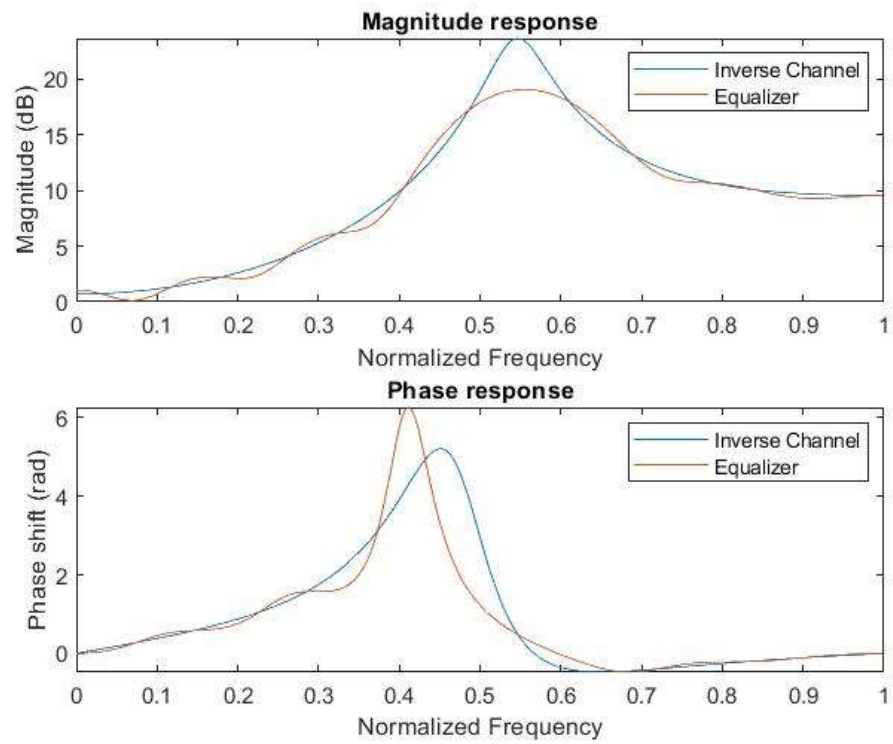 Magnitude response
Inverse Channel
Equalizer
Magnitude (dB)
20
15
10
5
0
0 0.1 0.2 0.3 0.4 0.5 0.6 0.7 0.8 0.9 1
Normalized Frequency
Phase response
Inverse Channel
Equalizer
Phase shift (rad)
6
4
2
0
0 0.1 0.2 0.3 0.4 0.5 0.6 0.7 0.8 0.9 1
Normalized Frequency